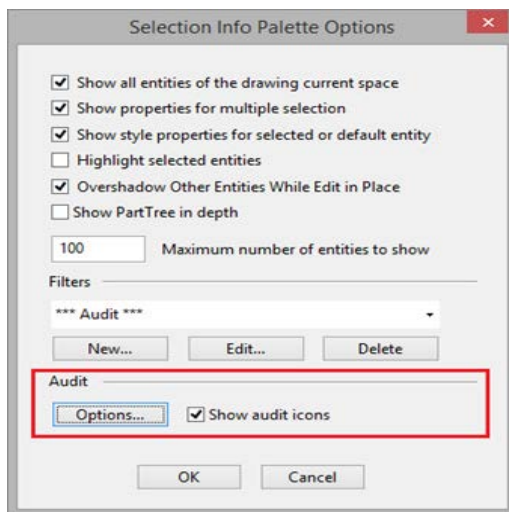 Selection Info Palette Options
Show all entities of the drawing current space
Show properties for multiple selection
Show style properties for selected or default entity
Highlight selected entities
Overshadow Other Entities While Edit in Place
Show PartTree in depth
100 Maximum number of entities to show
Filters
*** Audit ***
New... Edit... Delete
Audit
Options... Show audit icons
OK Cancel